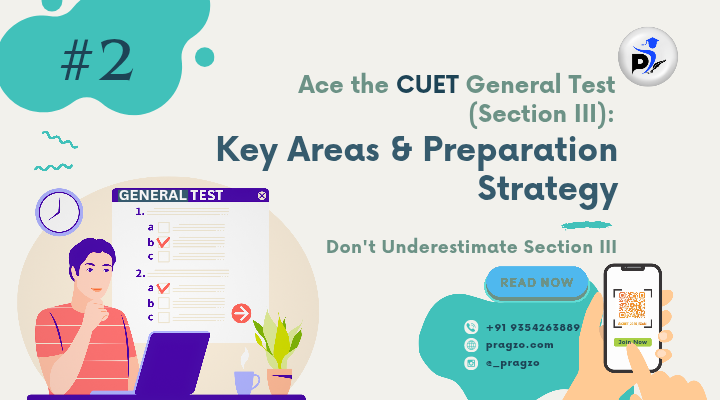 #2
Ace the CUET General Test
(Section III):
Key Areas & Preparation
Strategy
Don't Underestimate Section III
READ NOW
+91 9354263889
pragzo.com
e_pragzo
GENERAL TEST
1.
a
b
c
2.
a
b
c
Join Now
P